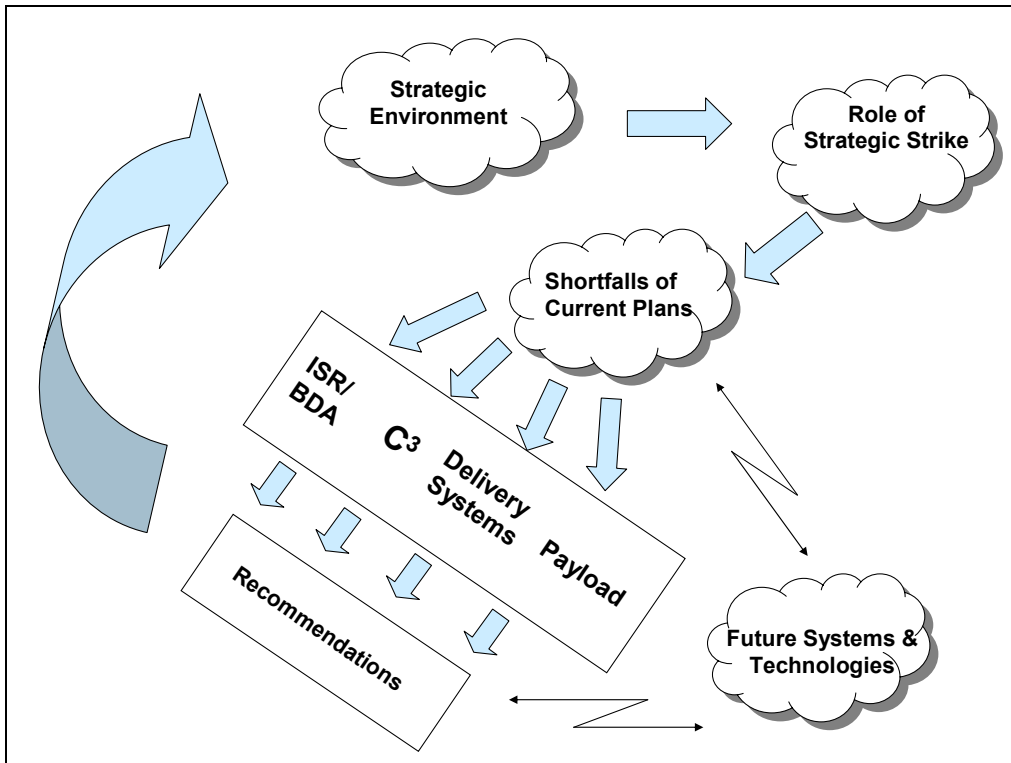 Strategic
Environment
Role of
Strategic Strike
Shortfalls of
Current Plans
ISR/
BDA
C³
Delivery
Systems
Payload
Recommendations
Future Systems &
Technologies